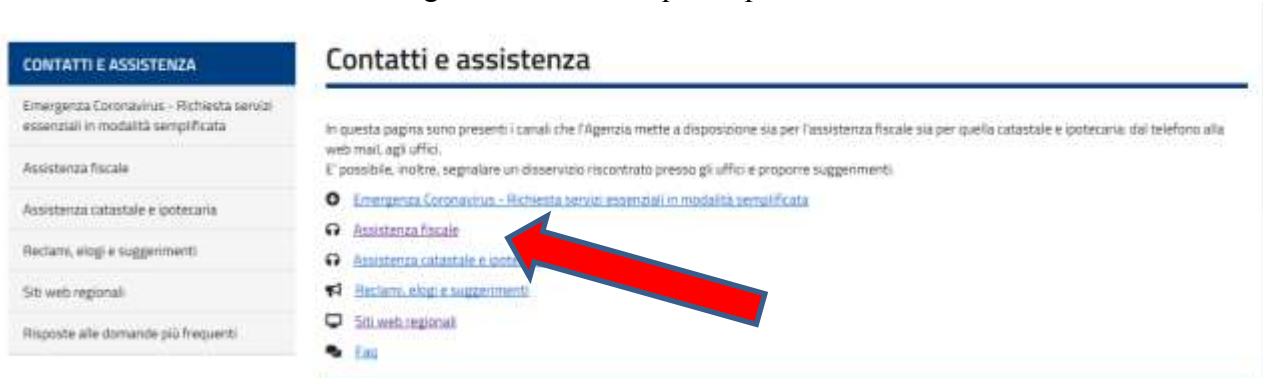 CONTATTI E ASSISTENZA
Emergenza Coronavirus - Richiesta servizi
essenziali in modalità semplificata
Assistenza fiscale
Assistenza catastale e ipotecaria
Reclami, elogi e suggerimenti
Siti web regionali
Risposte alle domande più frequenti
Contatti e assistenza
In questa pagina sono presenti i canali che l'Agenzia mette a disposizione sia per l'assistenza fiscale sia per quella catastale e ipotecaria: dal telefono alla
web mail, agli uffici.
E' possibile, inoltre, segnalare un disservizio riscontrato presso gli uffici e proporre suggerimenti.
Emergenza Coronavirus - Richiesta servizi essenziali in modalità semplificata
Assistenza fiscale
Assistenza catastale e
Reclami, elogi e suggerimenti
Siti web regionali
Faq